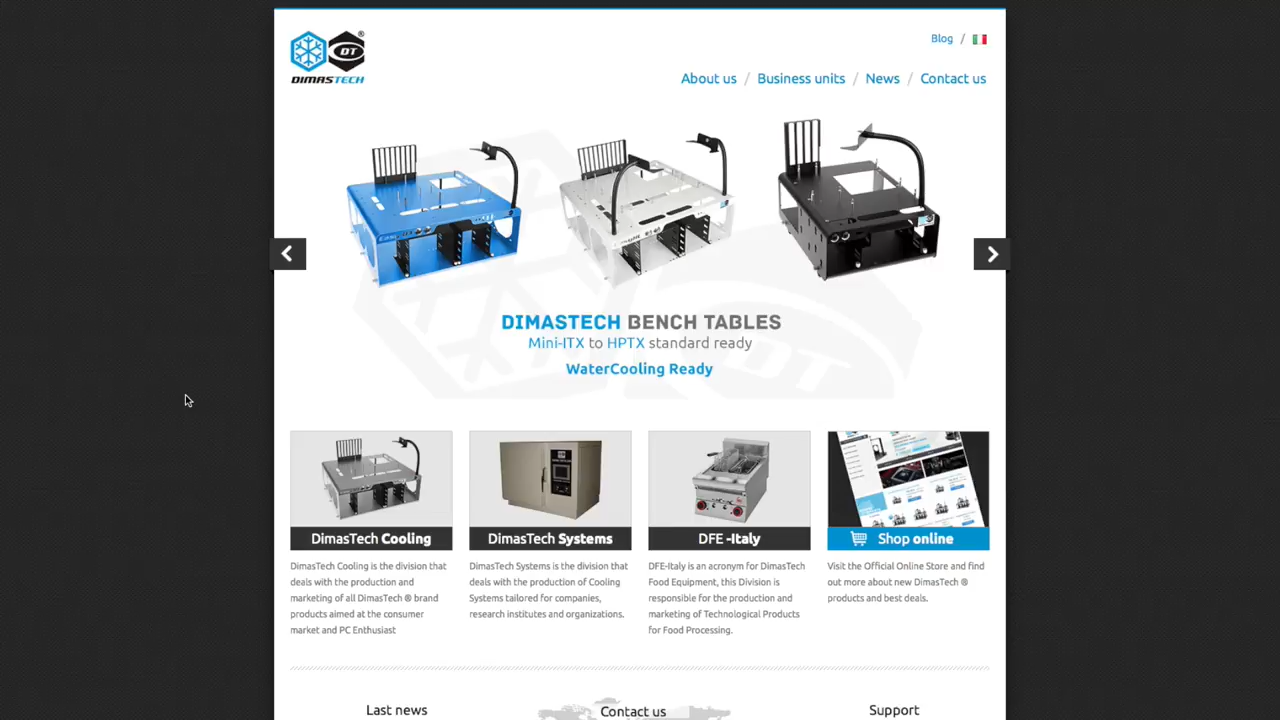 DT
DIMASTECH
Blog /
About us / Business units / News / Contact us
DIMASTECH BENCH TABLES
Mini-ITX to HPTX standard ready
WaterCooling Ready
DimasTech Cooling
DimasTech Cooling is the division that
deals with the production and
marketing of all DimasTech ® brand
products aimed at the consumer
market and PC Enthusiast
DimasTech Systems
DimasTech Systems is the division that
deals with the production of Cooling
Systems tailored for companies,
research institutes and organizations.
DFE -Italy
DFE-Italy is an acronym for DimasTech
Food Equipment, this Division is
responsible for the production and
marketing of Technological Products
for Food Processing.
Shop online
Visit the Official Online Store and find
out more about new DimasTech ®
products and best deals.
Last news
Contact us
Support